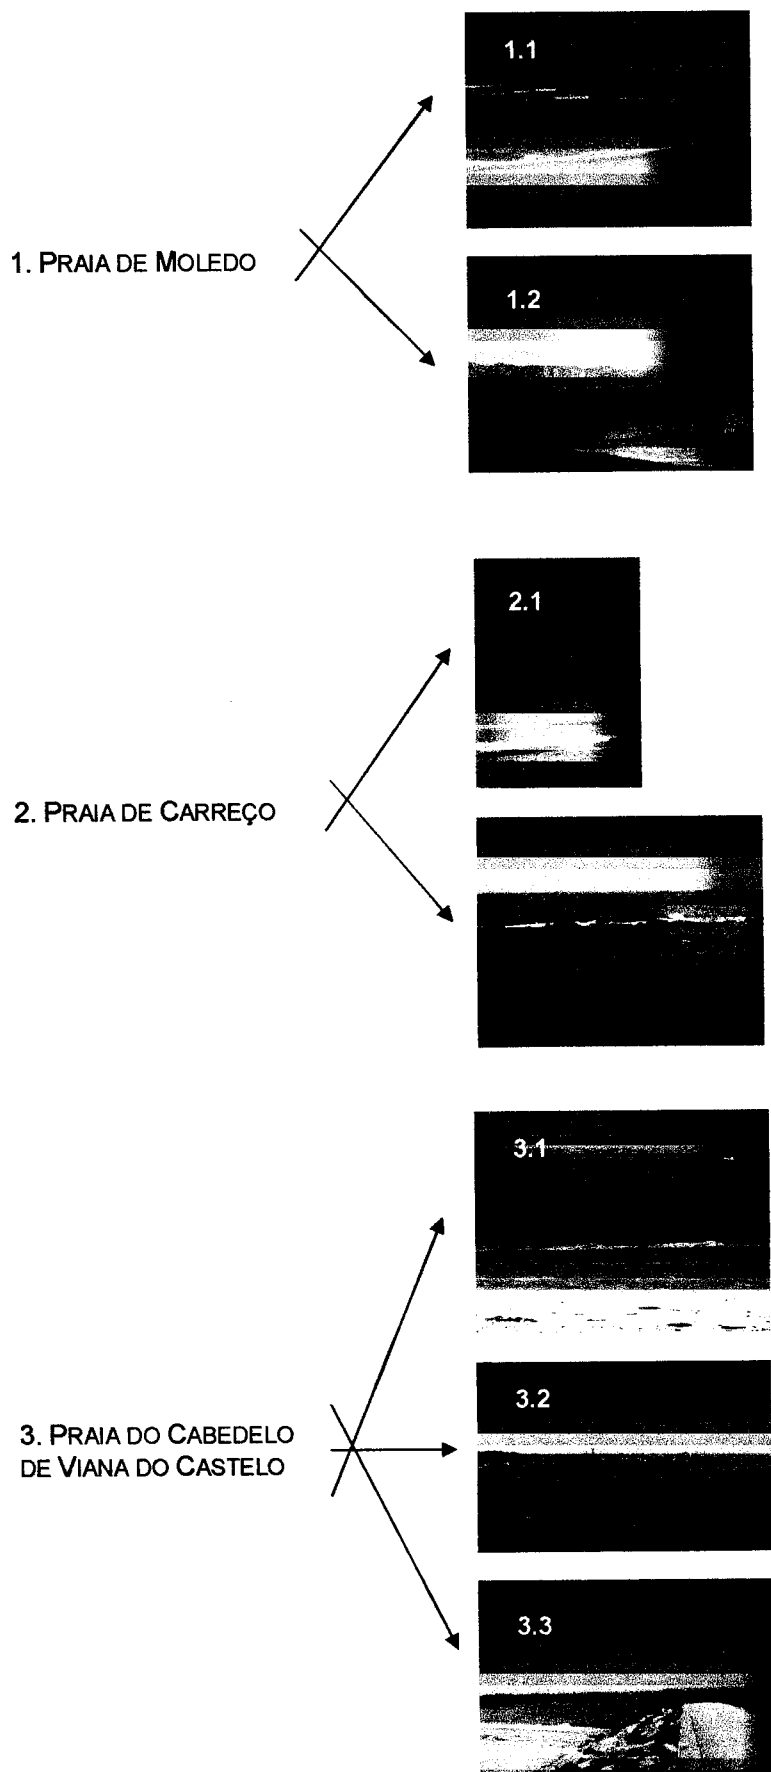 1.1
1. PRAIA DE MOLEDO
1.2
2.1
2. PRAIA DE CARREÇO
3.1
3.2
3. PRAIA DO CABEDELO
DE VIANA DO CASTELO
3.3